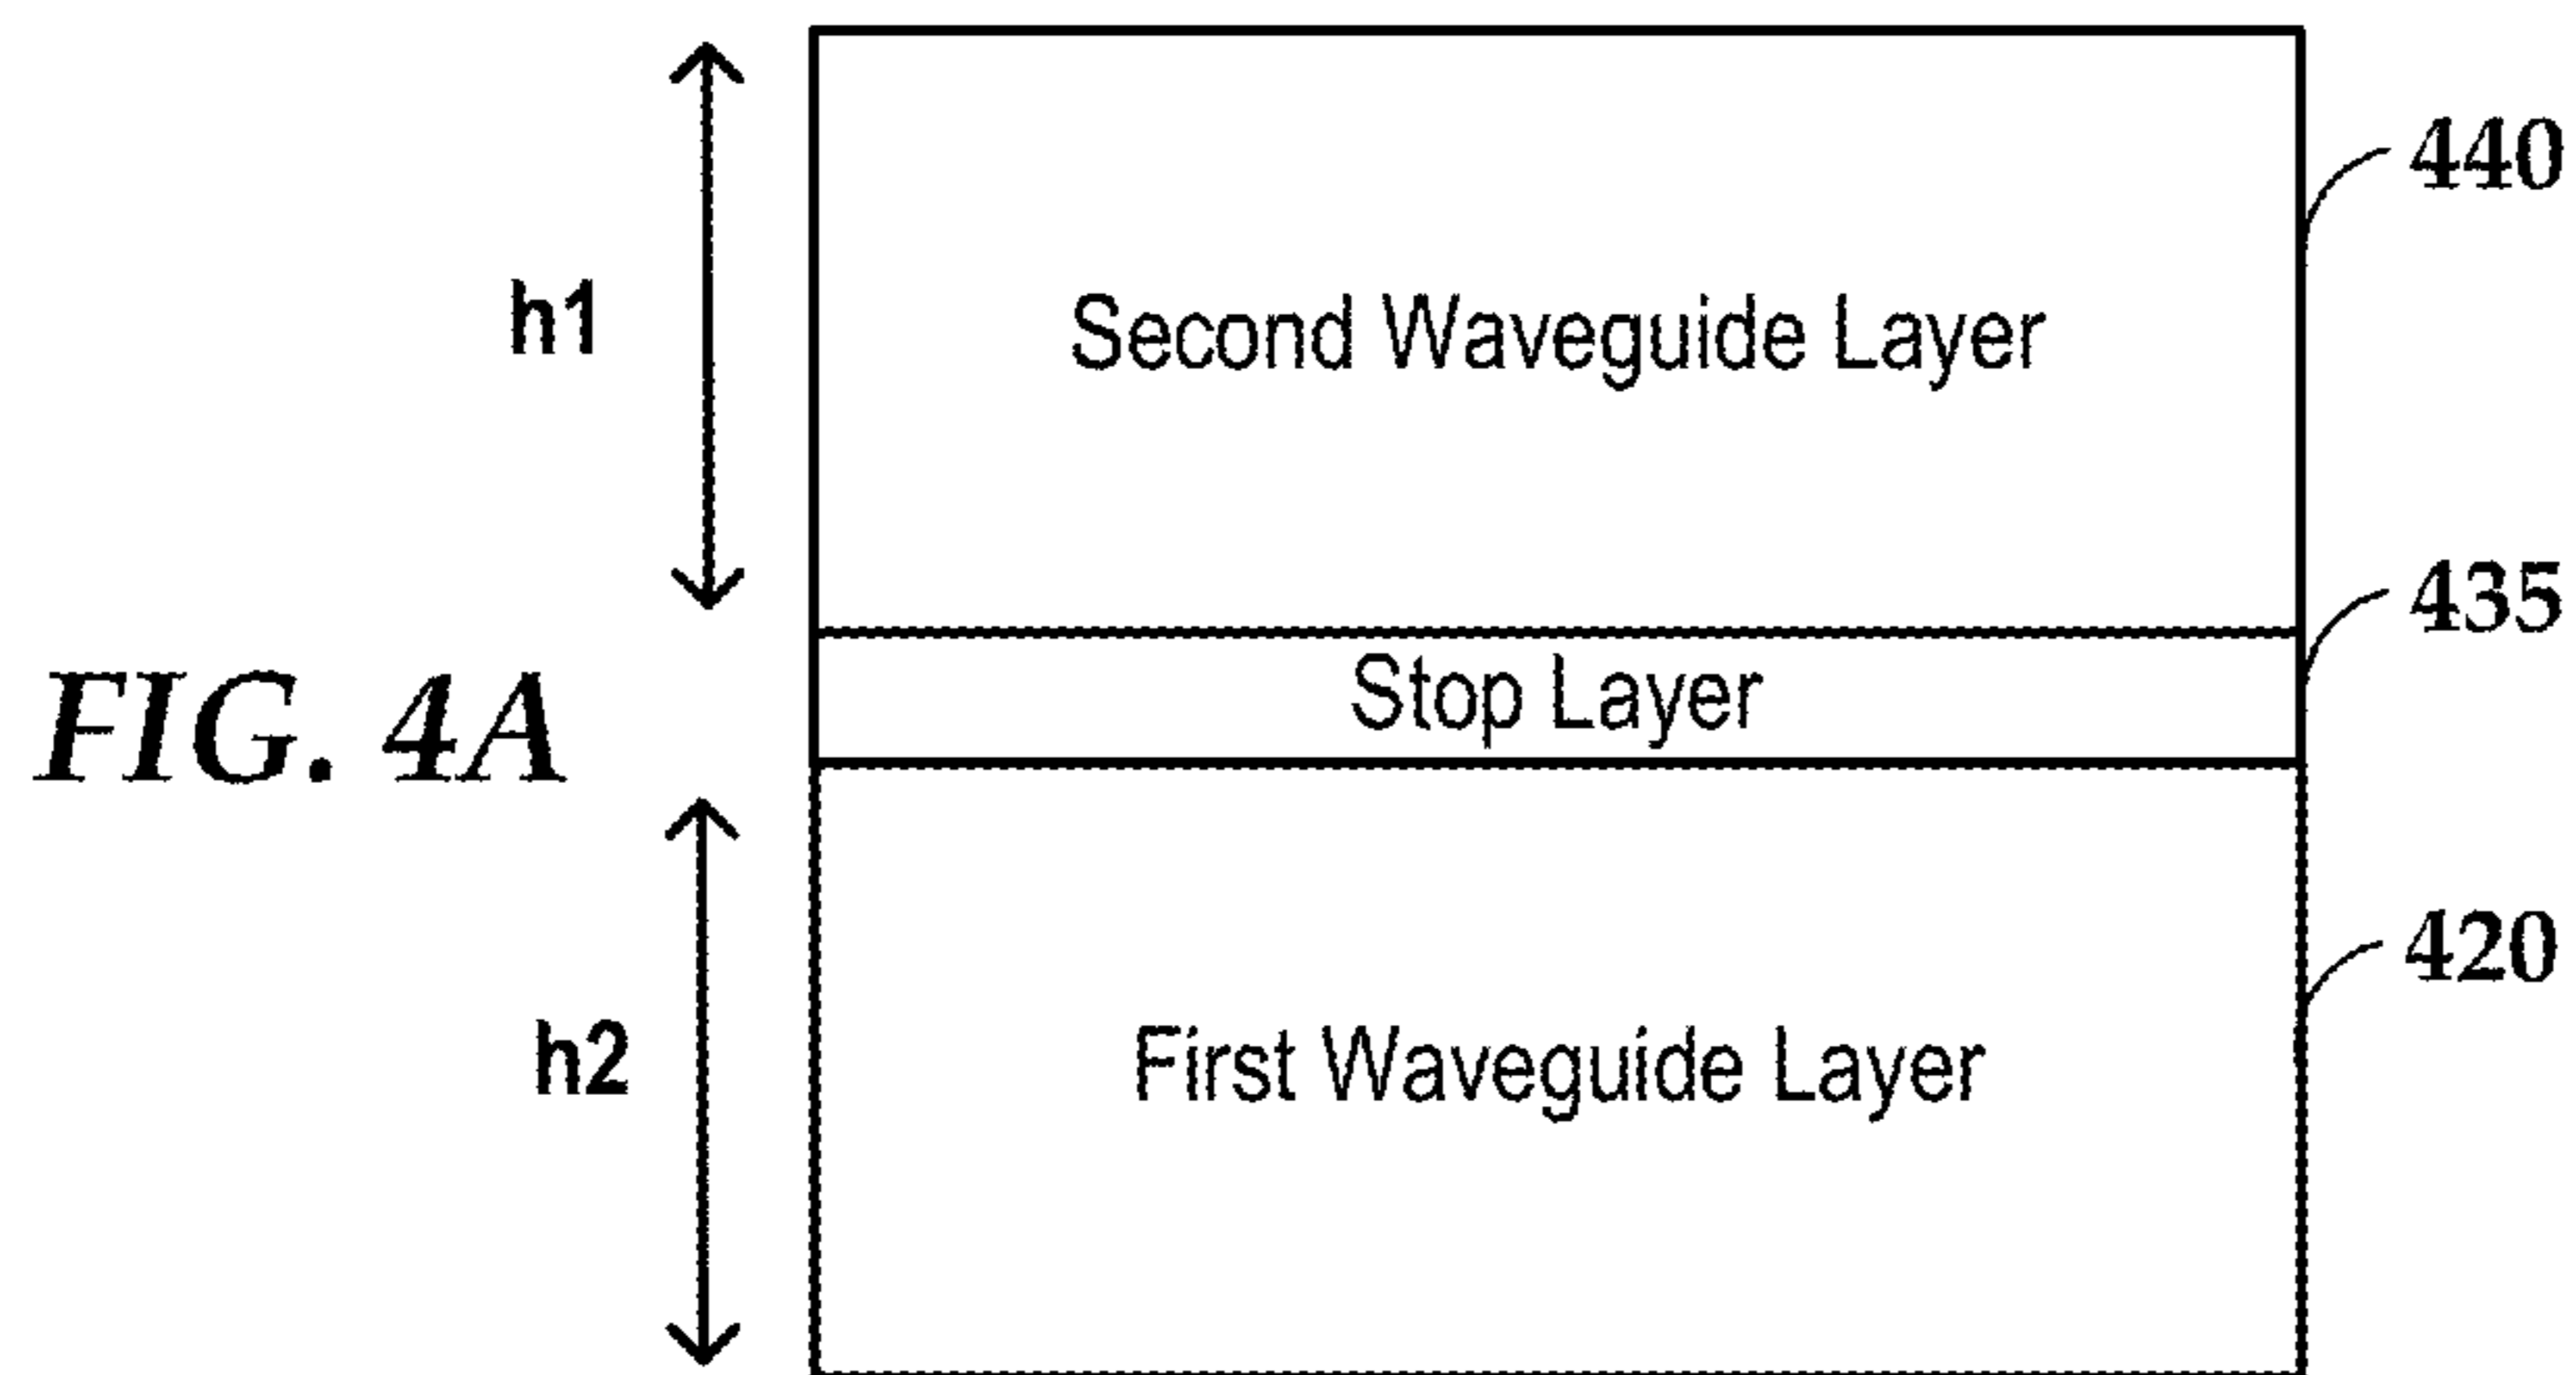 440
h1
Second Waveguide Layer
435
Stop Layer
FIG. 4A
420
h2
First Waveguide Layer